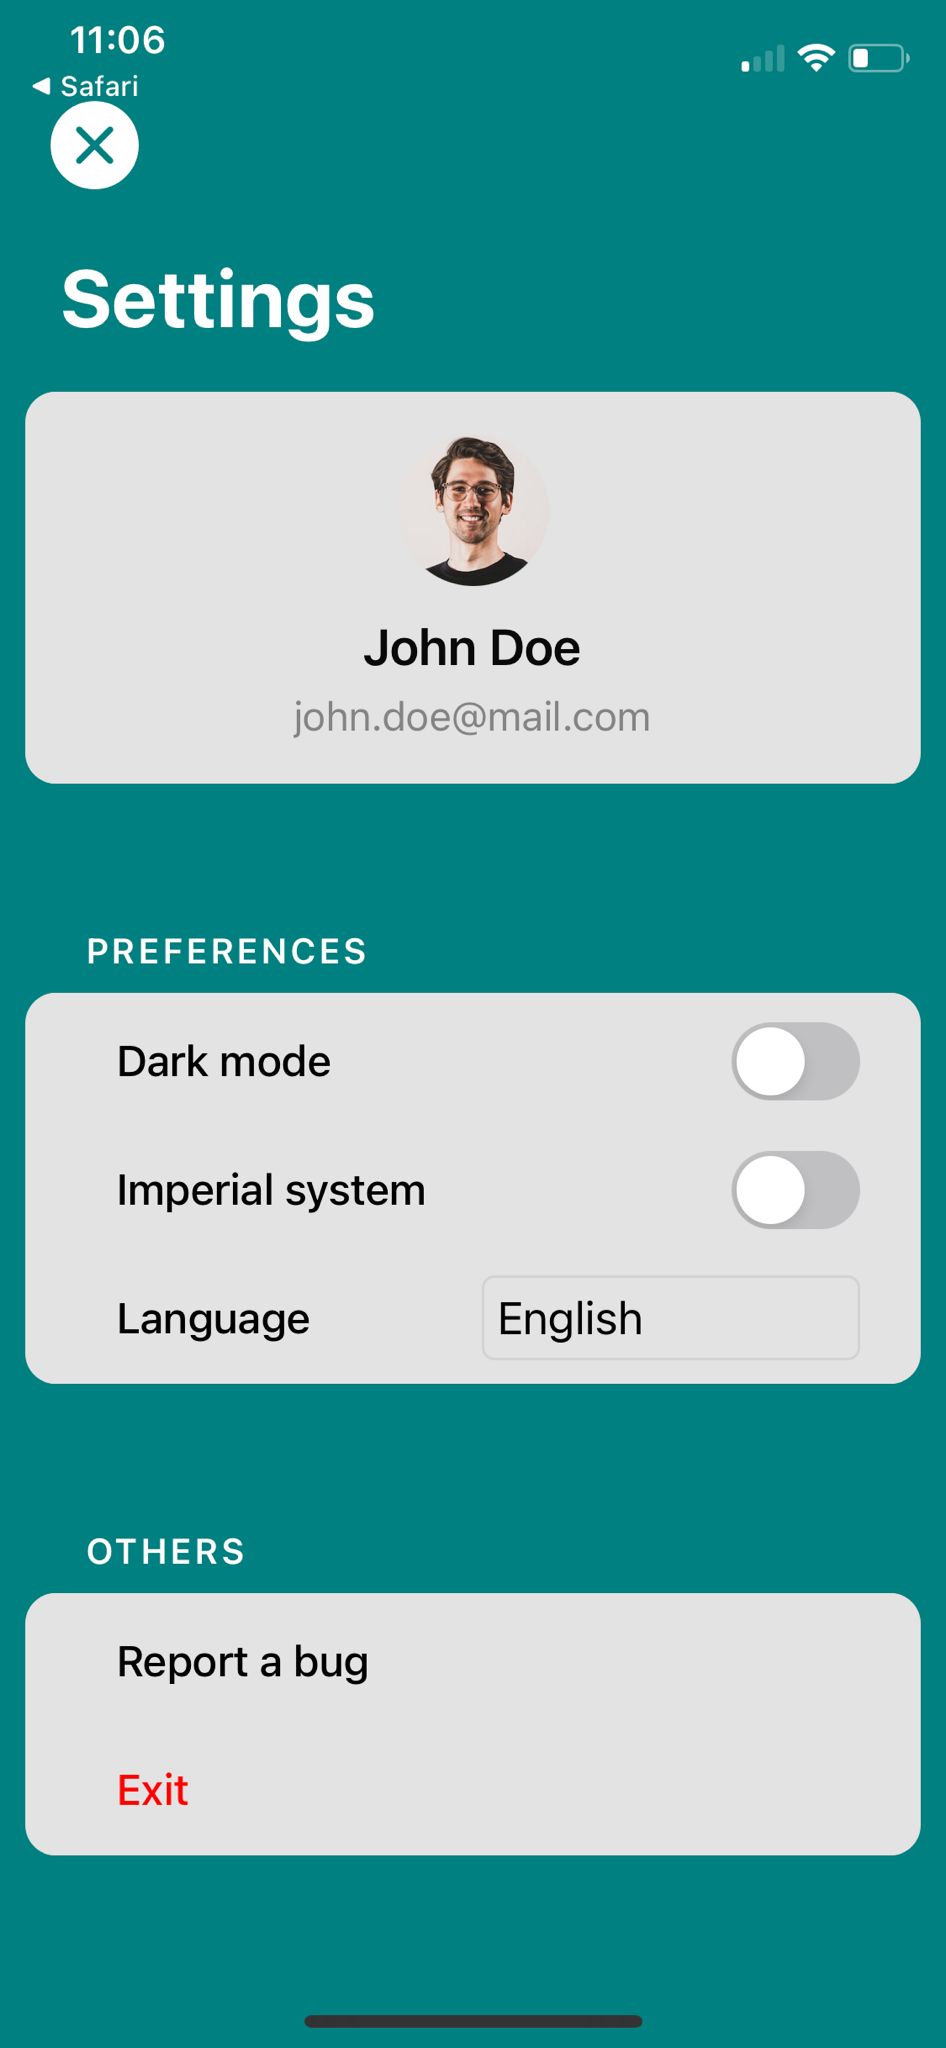 11:06
◀ Safari
Settings
John Doe
john.doe@mail.com
PREFERENCES
Dark mode
Imperial system
Language
English
OTHERS
Report a bug
Exit